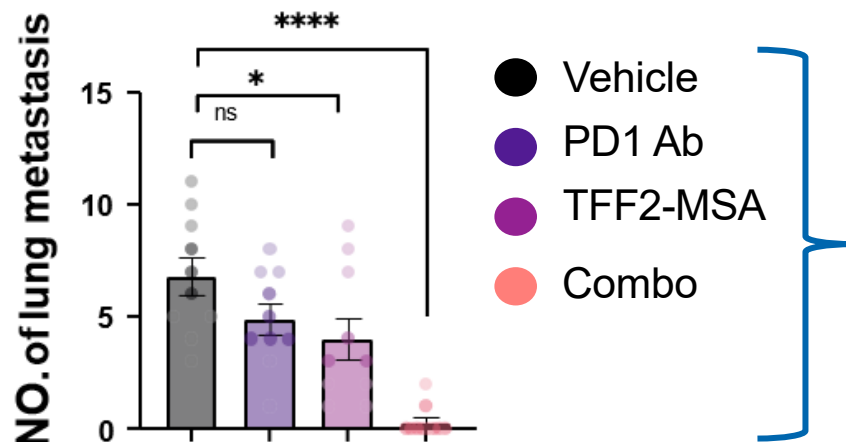 NO. of lung metastasis
****
*
ns
15
10
5
0
Vehicle
PD1 Ab
TFF2-MSA
Combo